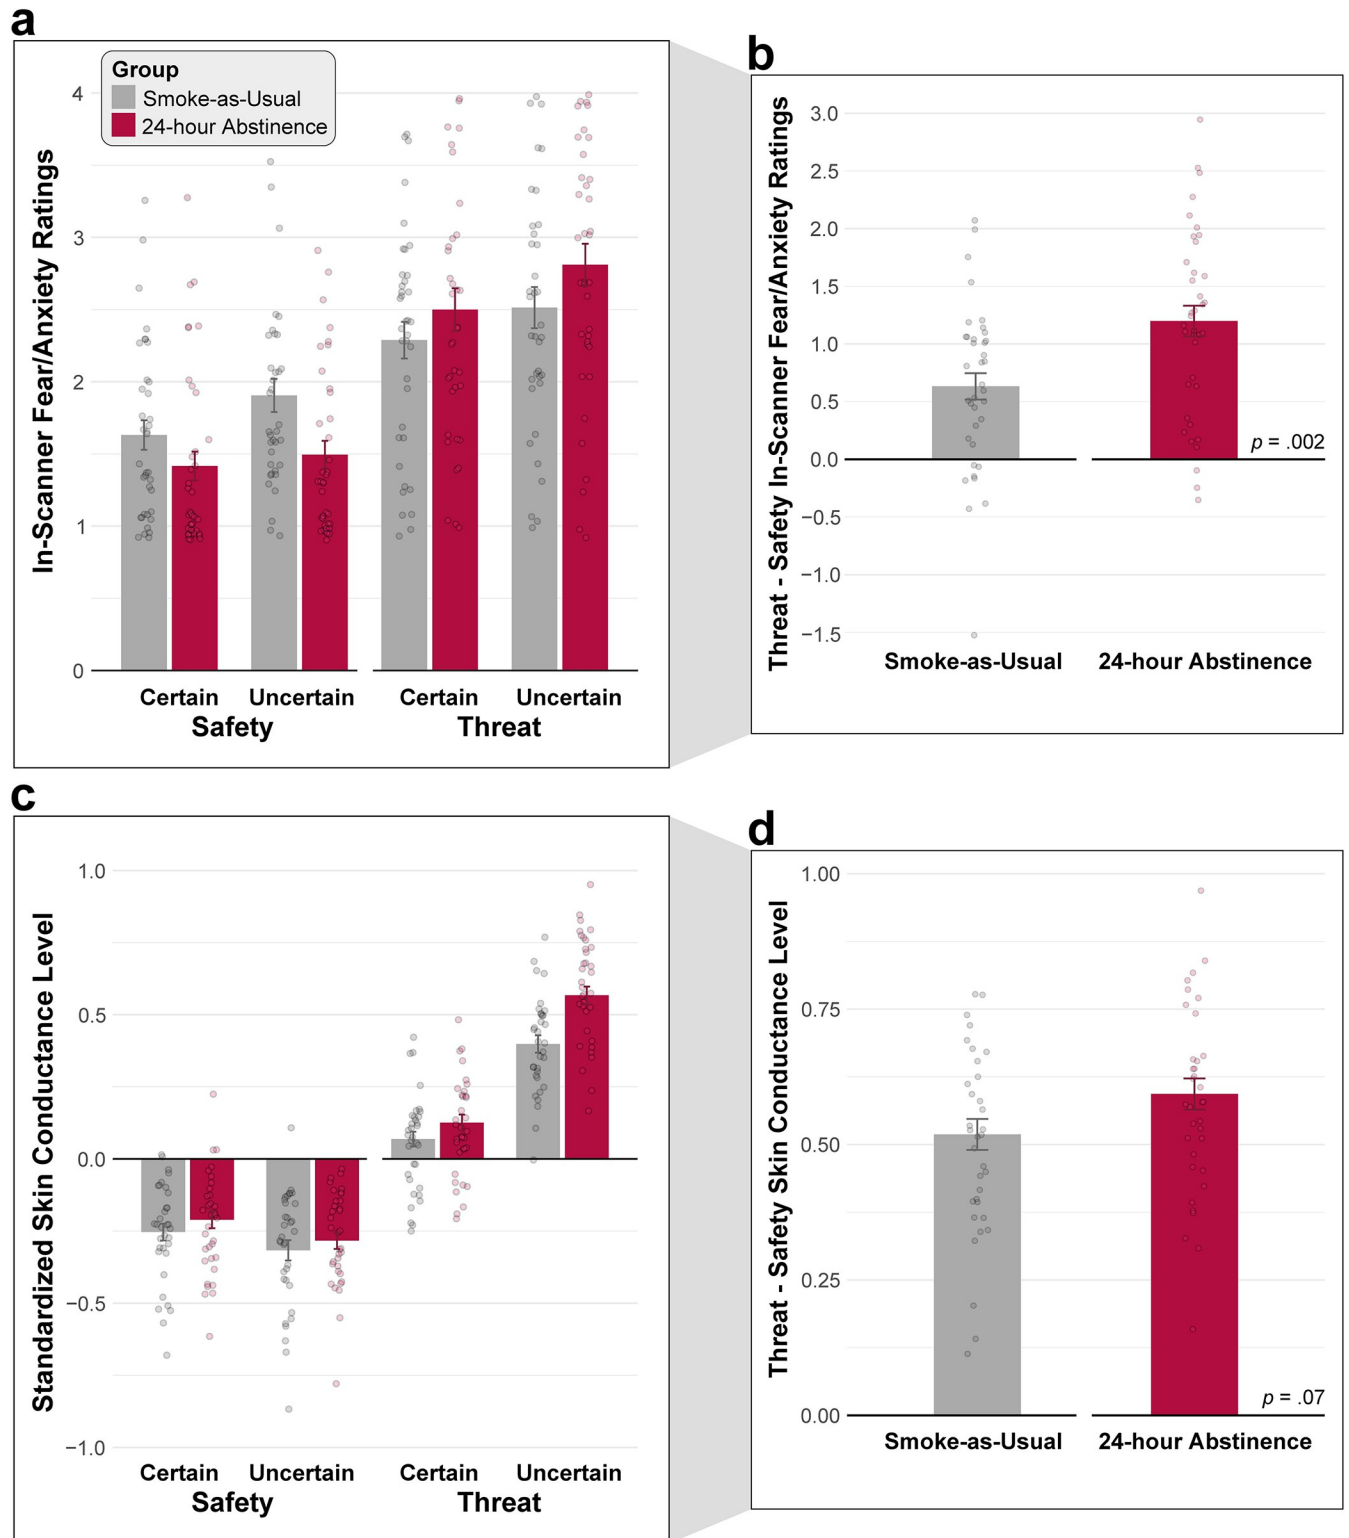 a
Group
Smoke-as-Usual
24-hour Abstinence
In-Scanner Fear/Anxiety Ratings
4
3
2
1
0
Certain
Uncertain
Certain
Uncertain
Safety
Threat
b
Threat - Safety In-Scanner Fear/Anxiety Ratings
3.0
2.5
2.0
1.5
1.0
0.5
0.0
−0.5
−1.0
−1.5
p = .002
Smoke-as-Usual
24-hour Abstinence
c
Standardized Skin Conductance Level
1.0
0.5
0.0
−0.5
−1.0
Certain
Uncertain
Certain
Uncertain
Safety
Threat
d
Threat - Safety Skin Conductance Level
1.00
0.75
0.50
0.25
0.00
p = .07
Smoke-as-Usual
24-hour Abstinence